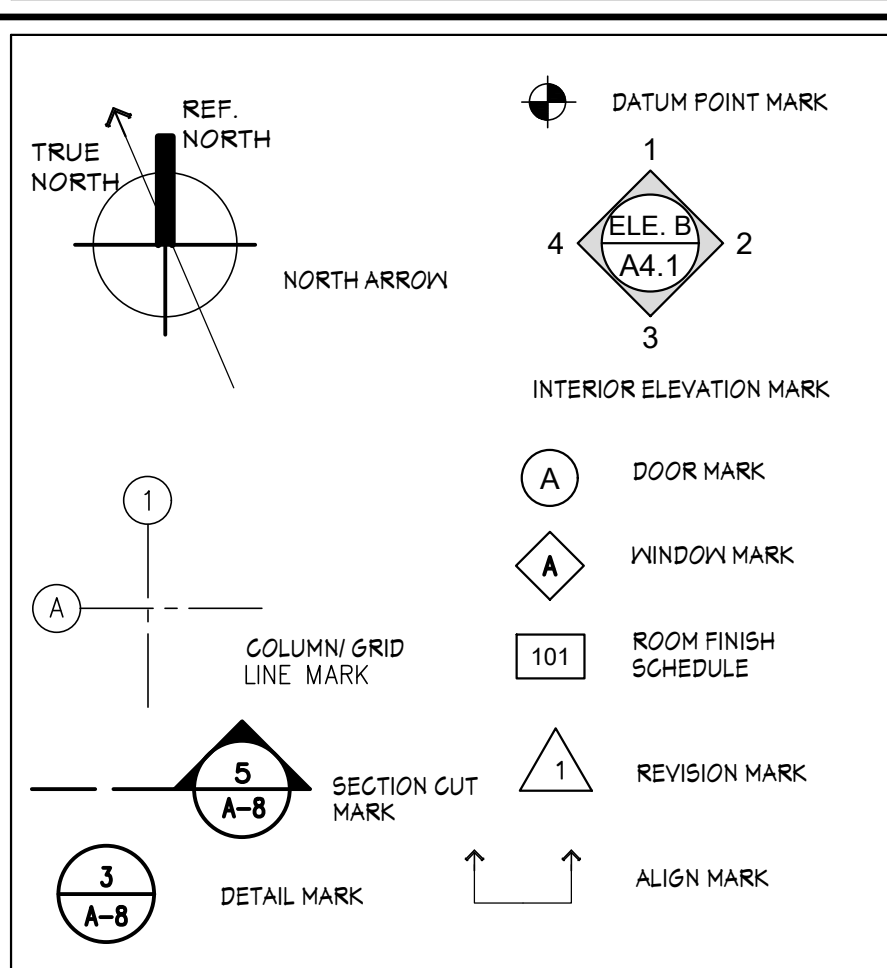 REF.
NORTH
TRUE
NORTH
NORTH ARROW
DATUM POINT MARK
1
ELE. B
4
2
A4.1
3
INTERIOR ELEVATION MARK
1
A
COLUMN/ GRID
LINE MARK
A
DOOR MARK
A
WINDOW MARK
101
ROOM FINISH
SCHEDULE
5
A-8
SECTION CUT
MARK
1
REVISION MARK
3
A-8
DETAIL MARK
ALIGN MARK